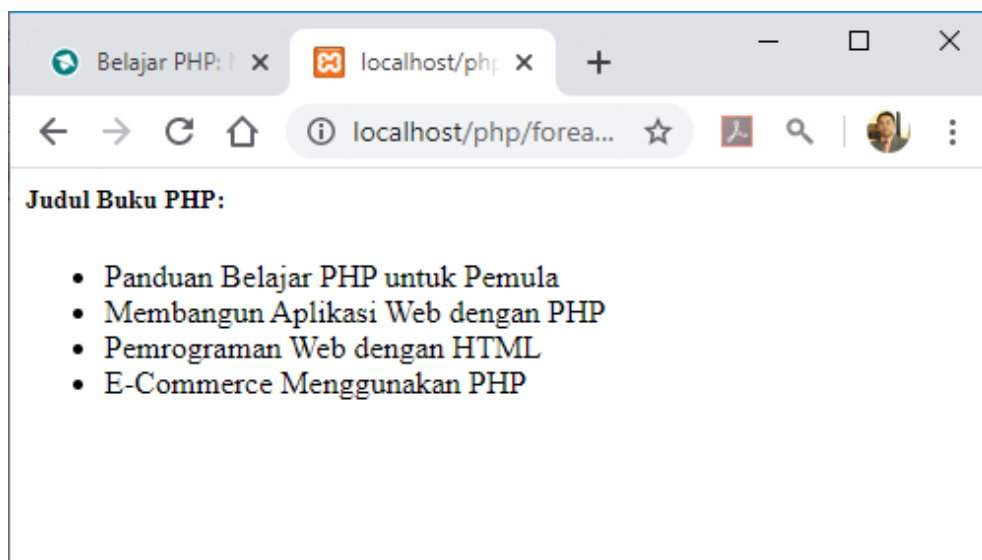 Belajar PHP:
localhost/php
localhost/php/forea...
Judul Buku PHP:
Panduan Belajar PHP untuk Pemula
Membangun Aplikasi Web dengan PHP
Pemrograman Web dengan HTML
E-Commerce Menggunakan PHP